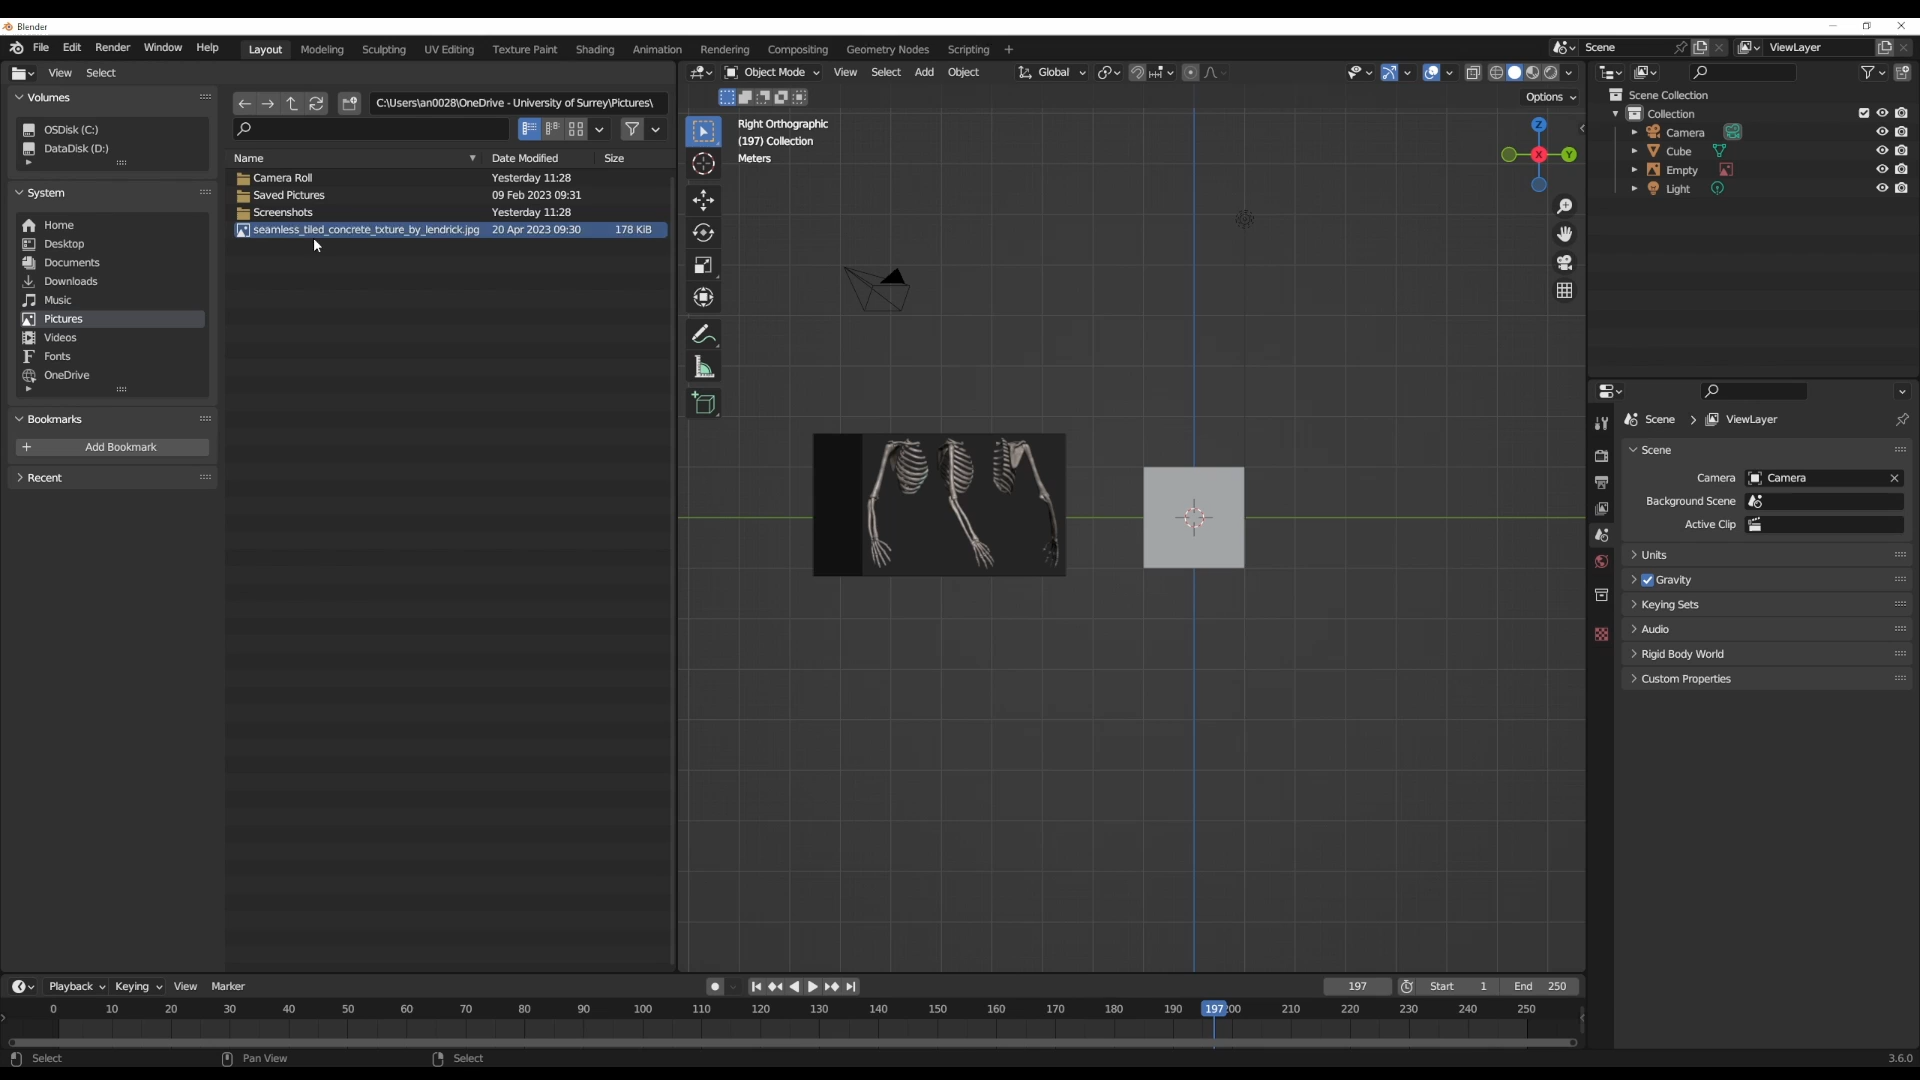 Blender
File Edit Render Window Help Layout Modeling Sculpting UV Editing Texture Paint Shading Animation Rendering Compositing Geometry Nodes Scripting + Scene ViewLayer
View Select
Object Mode View Select Add Object Global
Volumes
OSDisk (C:)
DataDisk (D:)
System
Home
Desktop
Documents
Downloads
Music
Pictures
Videos
Fonts
OneDrive
Bookmarks
+ Add Bookmark
Recent
C:\Users\an0028\OneDrive - University of Surrey\Pictures\
Name Date Modified Size
Camera Roll Yesterday 11:28
Saved Pictures 09 Feb 2023 09:31
Screenshots Yesterday 11:28
seamless_tiled_concrete_txture_by_lendrick.jpg 20 Apr 2023 09:30 178 KiB
Options
Right Orthographic
(197) Collection
Meters
Z
X
Y
Scene Collection
Collection
Camera
Cube
Empty
Light
Scene > ViewLayer
Scene
Camera Camera
Background Scene
Active Clip
Units
Gravity
Keying Sets
Audio
Rigid Body World
Custom Properties
Playback Keying View Marker 197 Start 1 End 250
0 10 20 30 40 50 60 70 80 90 100 110 120 130 140 150 160 170 180 190 197 200 210 220 230 240 250
Select Pan View Select 3.6.0